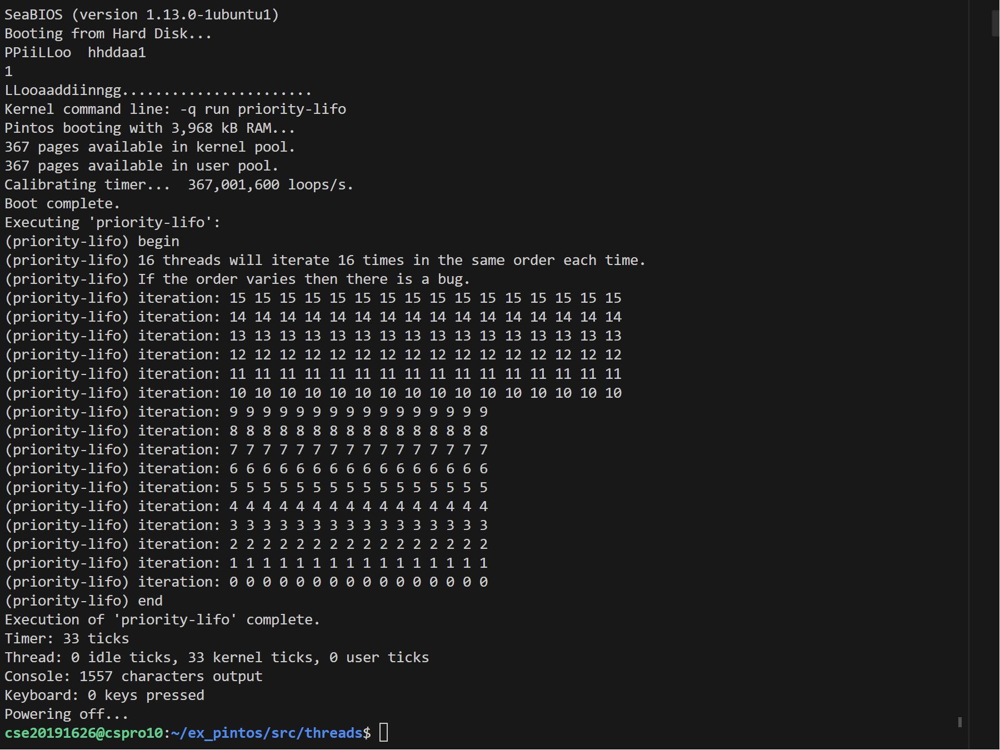 SeaBIOS (version 1.13.0-1ubuntu1)
Booting from Hard Disk...
PPiiLLoo  hhddaa1
1
LLooaaddiinngg.......................
Kernel command line: -q run priority-lifo
Pintos booting with 3,968 kB RAM...
367 pages available in kernel pool.
367 pages available in user pool.
Calibrating timer...  367,001,600 loops/s.
Boot complete.
Executing 'priority-lifo':
(priority-lifo) begin
(priority-lifo) 16 threads will iterate 16 times in the same order each time.
(priority-lifo) If the order varies then there is a bug.
(priority-lifo) iteration: 15 15 15 15 15 15 15 15 15 15 15 15 15 15 15 15
(priority-lifo) iteration: 14 14 14 14 14 14 14 14 14 14 14 14 14 14 14 14
(priority-lifo) iteration: 13 13 13 13 13 13 13 13 13 13 13 13 13 13 13 13
(priority-lifo) iteration: 12 12 12 12 12 12 12 12 12 12 12 12 12 12 12 12
(priority-lifo) iteration: 11 11 11 11 11 11 11 11 11 11 11 11 11 11 11 11
(priority-lifo) iteration: 10 10 10 10 10 10 10 10 10 10 10 10 10 10 10 10
(priority-lifo) iteration: 9 9 9 9 9 9 9 9 9 9 9 9 9 9 9 9
(priority-lifo) iteration: 8 8 8 8 8 8 8 8 8 8 8 8 8 8 8 8
(priority-lifo) iteration: 7 7 7 7 7 7 7 7 7 7 7 7 7 7 7 7
(priority-lifo) iteration: 6 6 6 6 6 6 6 6 6 6 6 6 6 6 6 6
(priority-lifo) iteration: 5 5 5 5 5 5 5 5 5 5 5 5 5 5 5 5
(priority-lifo) iteration: 4 4 4 4 4 4 4 4 4 4 4 4 4 4 4 4
(priority-lifo) iteration: 3 3 3 3 3 3 3 3 3 3 3 3 3 3 3 3
(priority-lifo) iteration: 2 2 2 2 2 2 2 2 2 2 2 2 2 2 2 2
(priority-lifo) iteration: 1 1 1 1 1 1 1 1 1 1 1 1 1 1 1 1
(priority-lifo) iteration: 0 0 0 0 0 0 0 0 0 0 0 0 0 0 0 0
(priority-lifo) end
Execution of 'priority-lifo' complete.
Timer: 33 ticks
Thread: 0 idle ticks, 33 kernel ticks, 0 user ticks
Console: 1557 characters output
Keyboard: 0 keys pressed
Powering off...
cse20191626@cspro10:~/ex_pintos/src/threads$